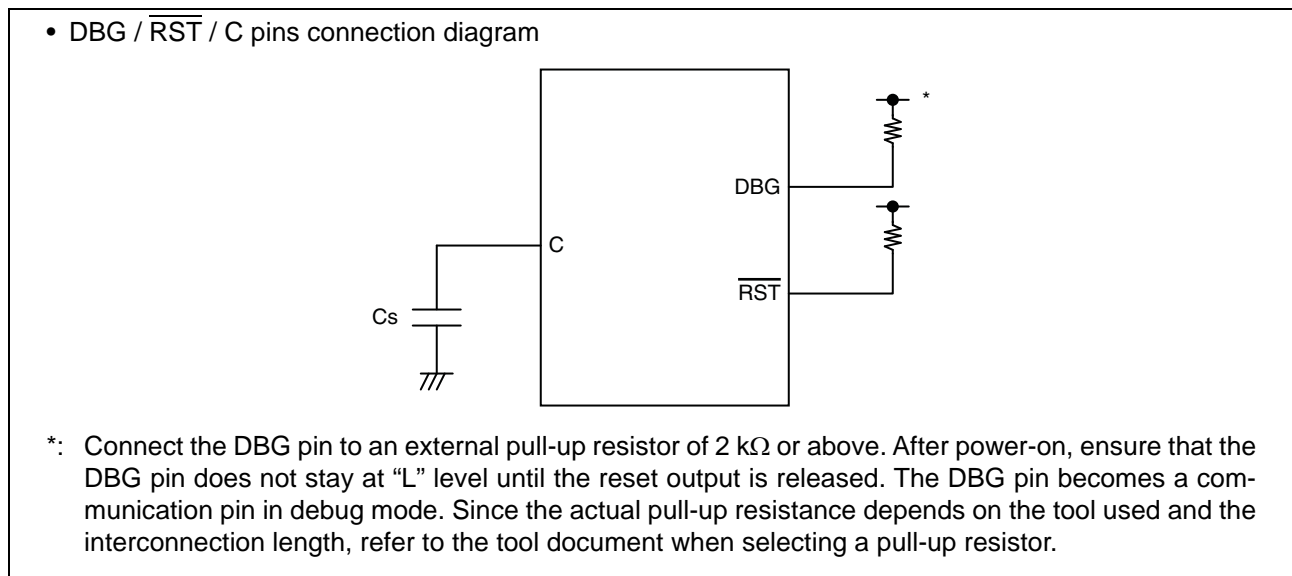 • DBG / R̅S̅T̅ / C pins connection diagram
*
DBG
C
R̅S̅T̅
Cs
*: Connect the DBG pin to an external pull-up resistor of 2 kΩ or above. After power-on, ensure that the
DBG pin does not stay at “L” level until the reset output is released. The DBG pin becomes a com-
munication pin in debug mode. Since the actual pull-up resistance depends on the tool used and the
interconnection length, refer to the tool document when selecting a pull-up resistor.